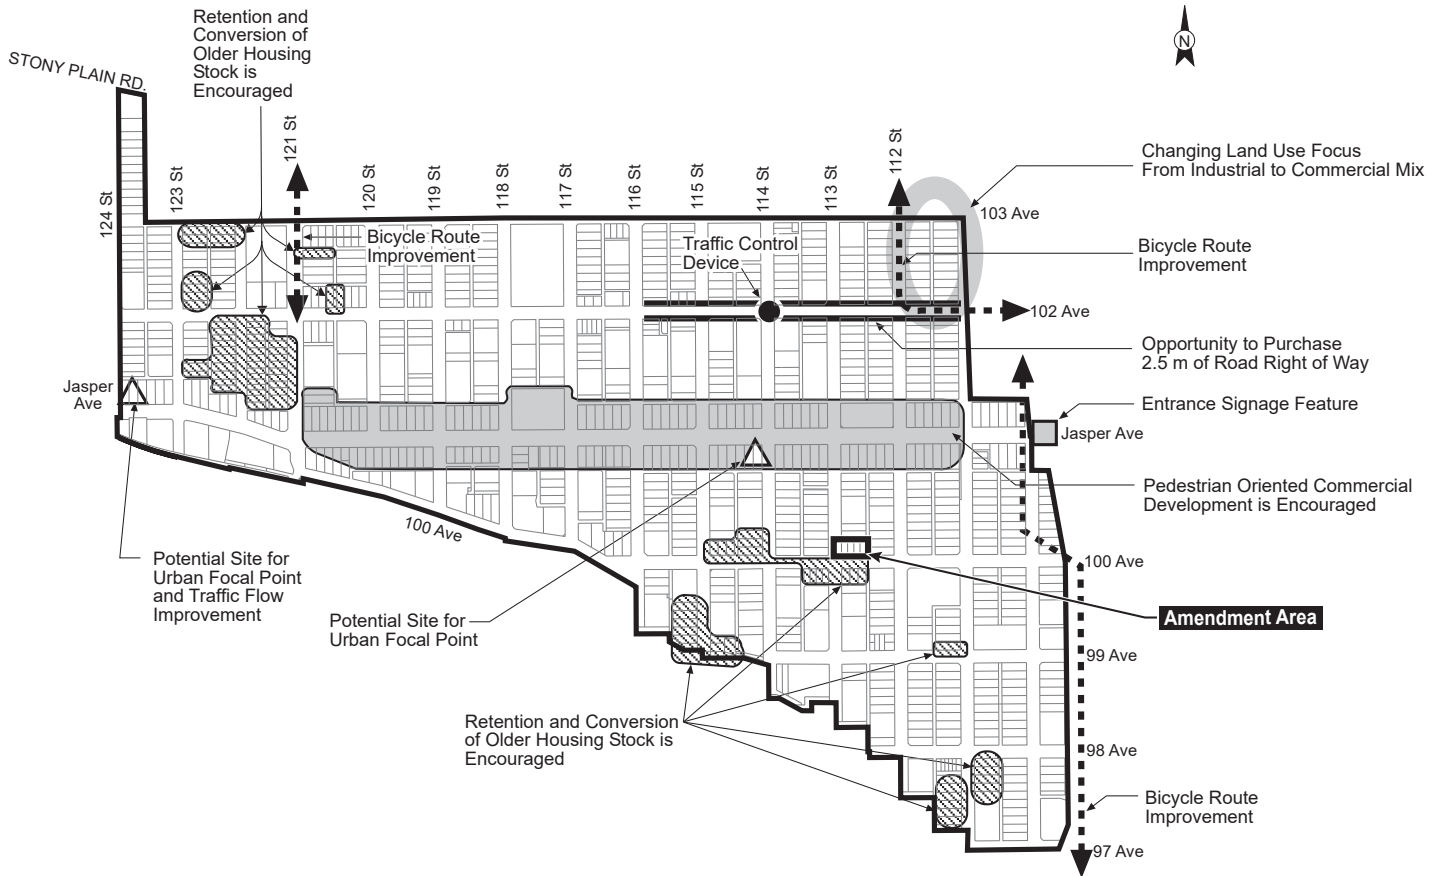 Retention and
Conversion of
Older Housing
Stock is
Encouraged
STONY PLAIN RD.
N
124 St
123 St
121 St
120 St
119 St
118 St
117 St
116 St
115 St
114 St
113 St
112 St
Changing Land Use Focus
From Industrial to Commercial Mix
103 Ave
Bicycle Route
Improvement
Traffic Control
Device
Bicycle Route
Improvement
102 Ave
Opportunity to Purchase
2.5 m of Road Right of Way
Jasper
Ave
Entrance Signage Feature
Jasper Ave
Pedestrian Oriented Commercial
Development is Encouraged
100 Ave
100 Ave
Potential Site for
Urban Focal Point
and Traffic Flow
Improvement
Potential Site for
Urban Focal Point
Amendment Area
99 Ave
Retention and Conversion
of Older Housing Stock is
Encouraged
98 Ave
Bicycle Route
Improvement
97 Ave